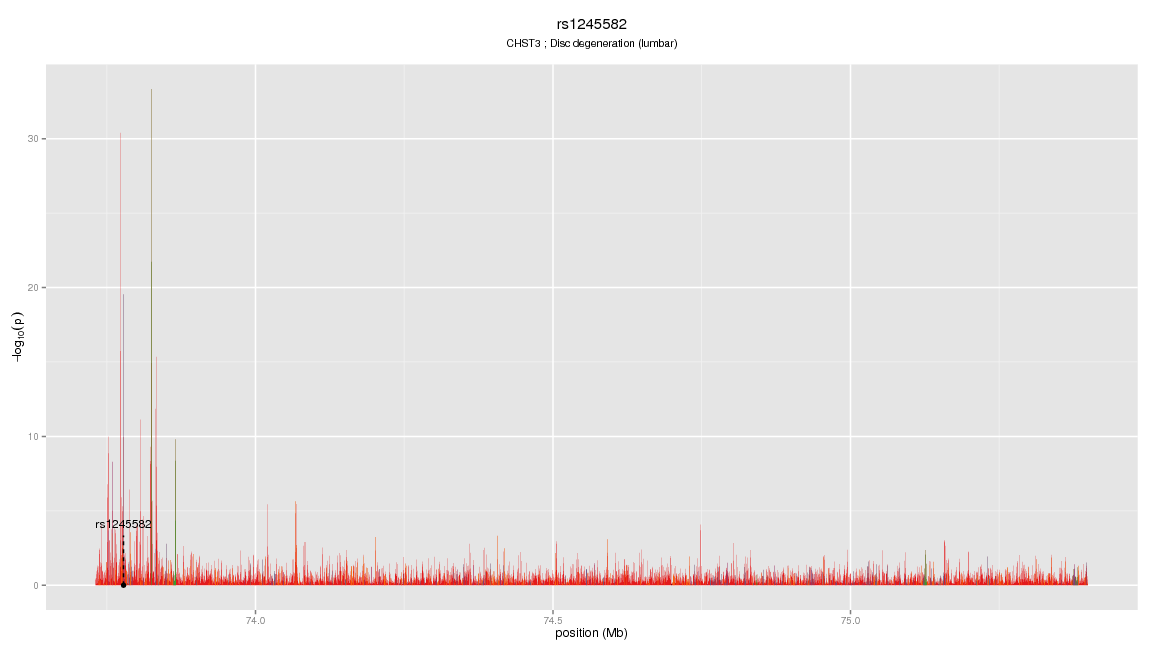 rs1245582
CHST3 ; Disc degeneration (lumbar)
30
20
10
0
−log10(p)
rs1245582
74.0
74.5
75.0
position (Mb)